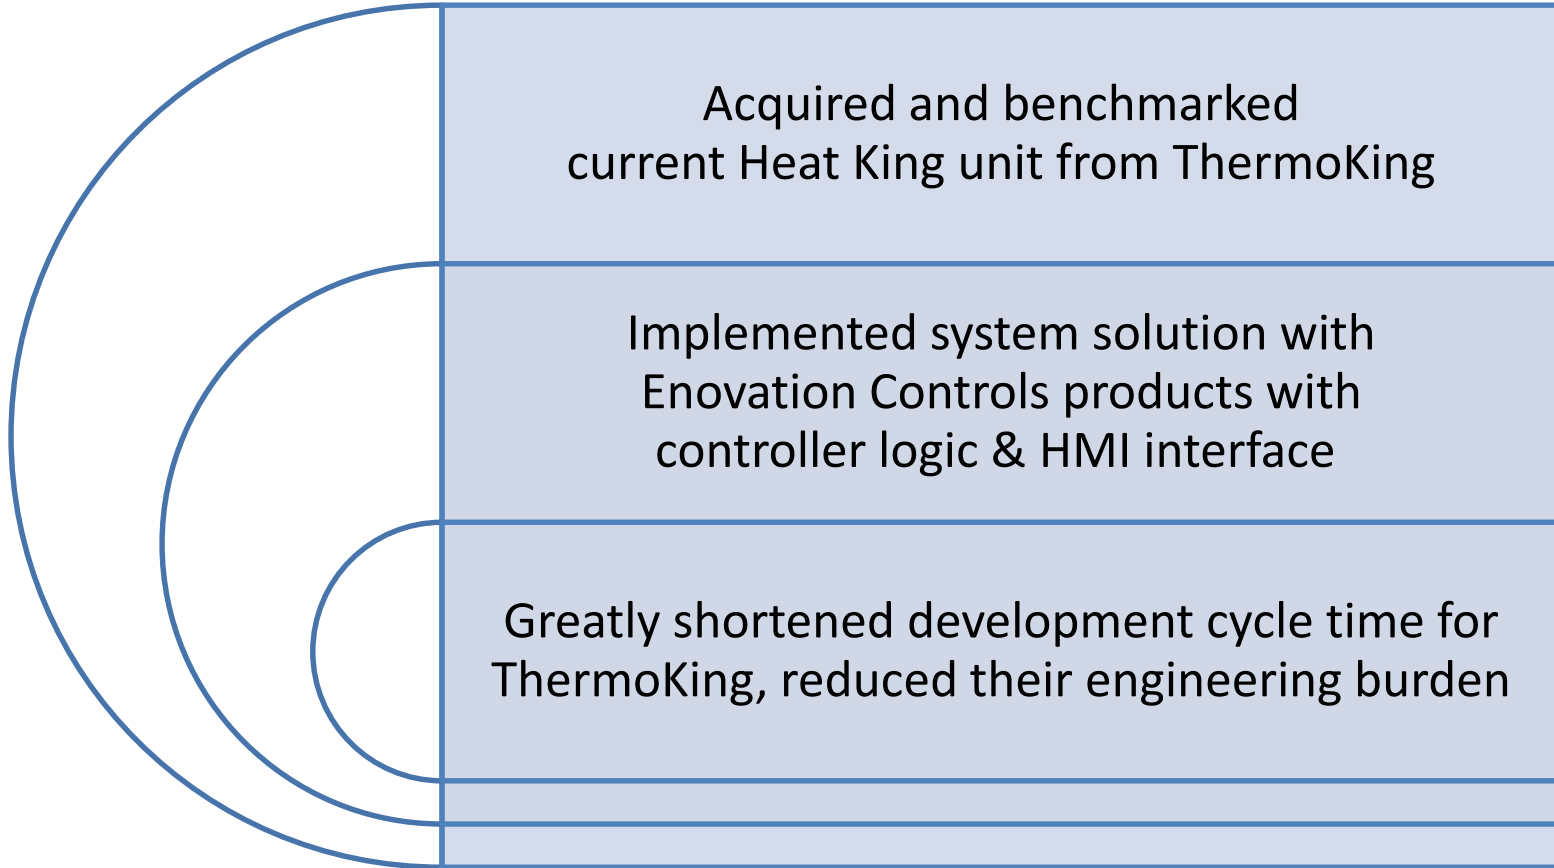 Acquired and benchmarked
current Heat King unit from ThermoKing
Implemented system solution with
Enovation Controls products with
controller logic & HMI interface
Greatly shortened development cycle time for
ThermoKing, reduced their engineering burden